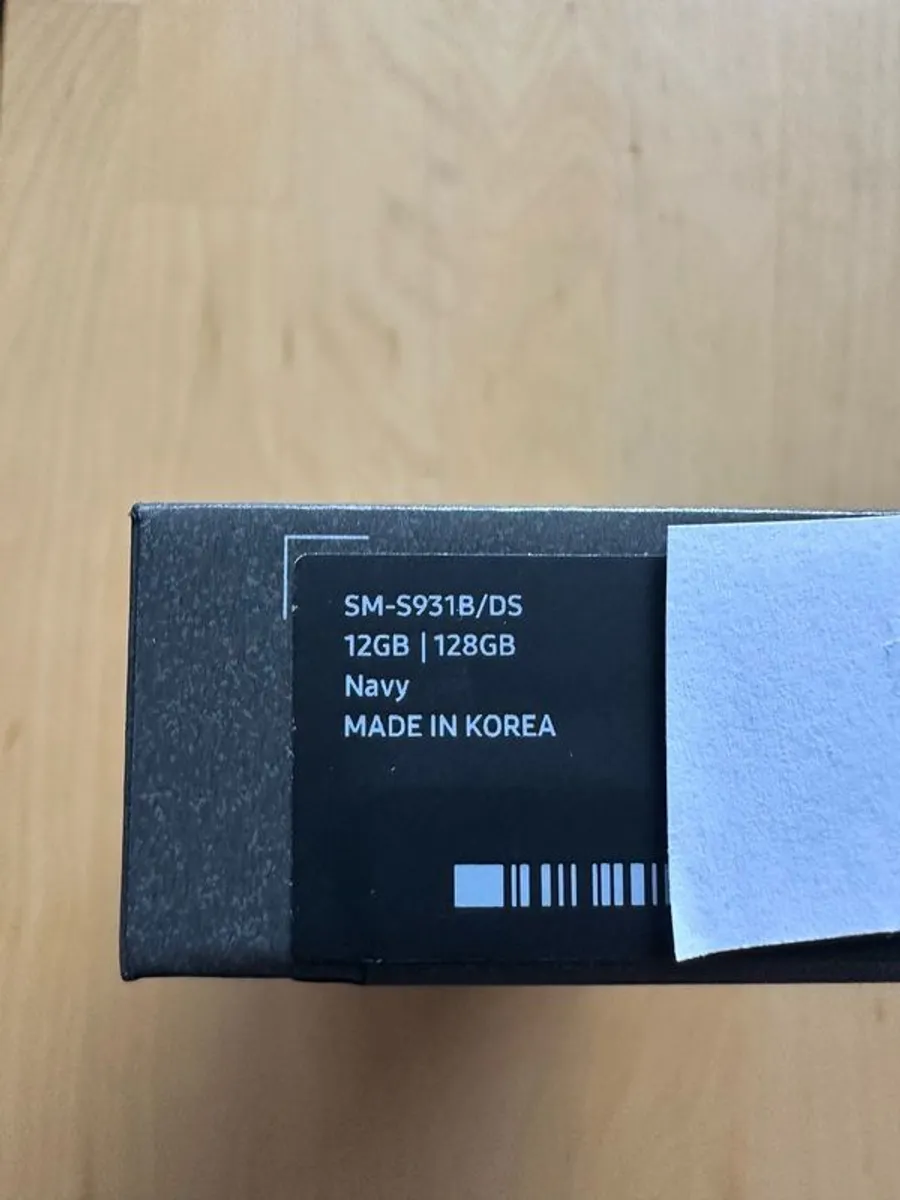 SM-S931B/DS
12GB | 128GB
Navy
MADE IN KOREA